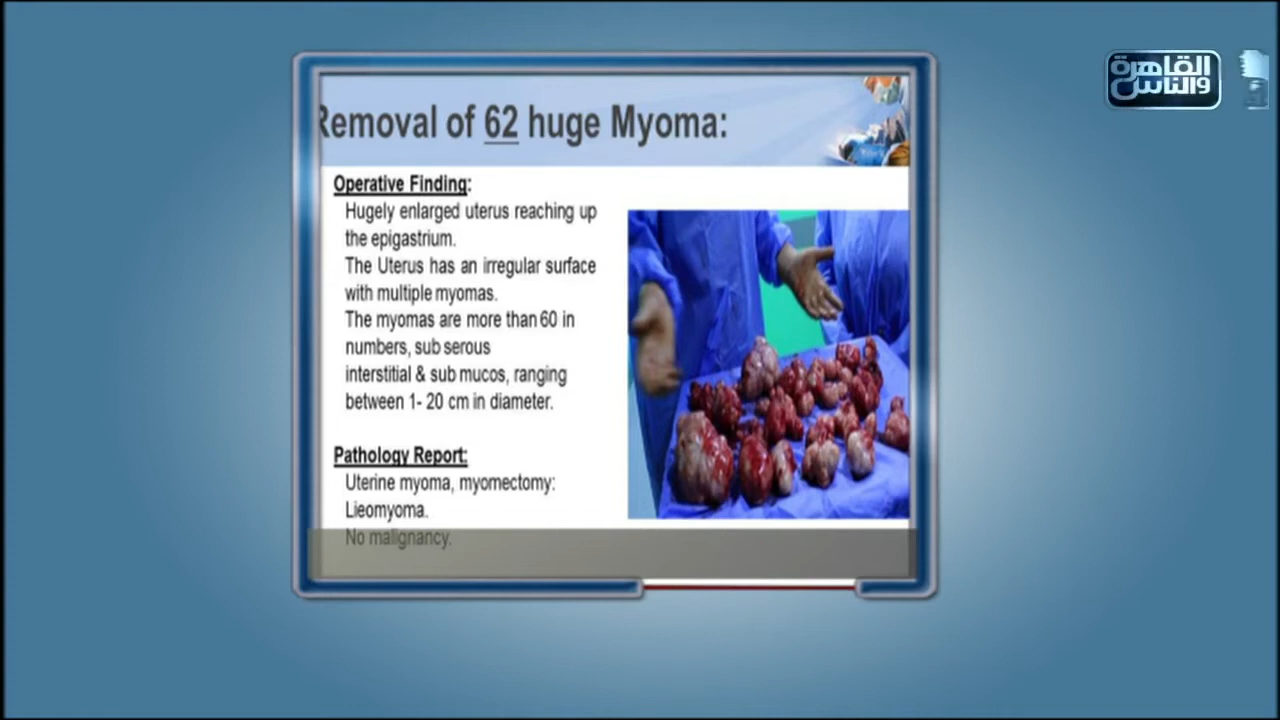 القاهرة
والناس
Removal of 62 huge Myoma:
Operative Finding:
Hugely enlarged uterus reaching up
the epigastrium.
The Uterus has an irregular surface
with multiple myomas.
The myomas are more than 60 in
numbers, sub serous
interstitial & sub mucos, ranging
between 1- 20 cm in diameter.
Pathology Report:
Uterine myoma, myomectomy:
Lieomyoma.
No malignancy.